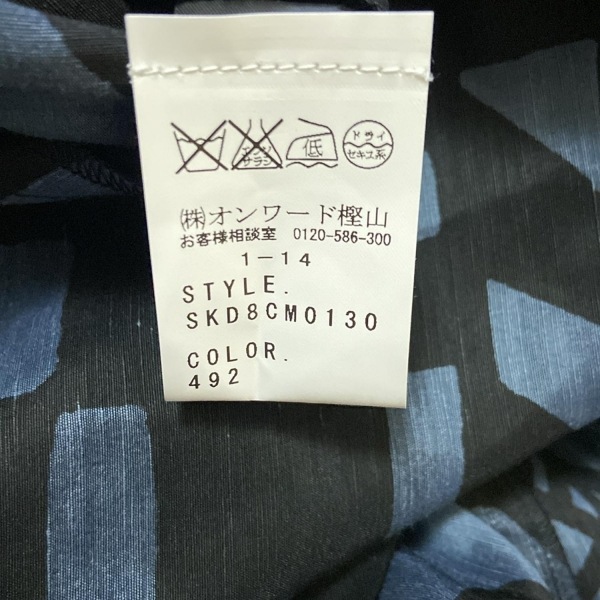 エンソ
サラシ
低
ドライ
セキユ系
㈱オンワード樫山
お客様相談室 0120-586-300
1-14
STYLE.
SKD8CM0130
COLOR.
492